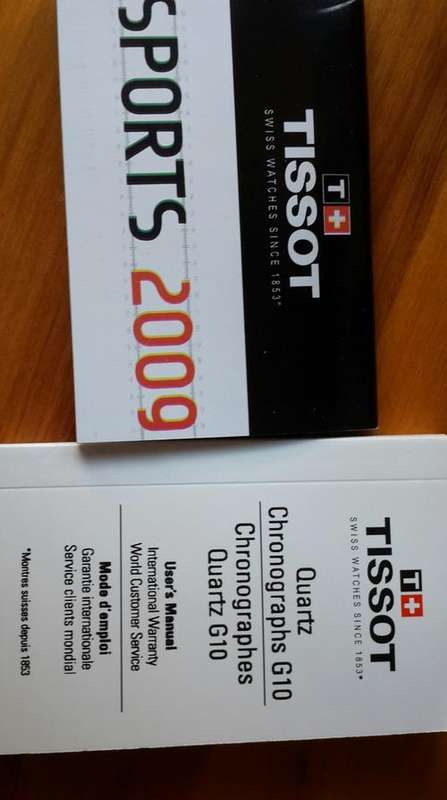 T+
TISSOT
SWISS WATCHES SINCE 1853*
SPORTS 2009
T+
TISSOT
SWISS WATCHES SINCE 1853*
Quartz
Chronographs G10
Chronographes
Quartz G10
User's Manual
International Warranty
World Customer Service
Mode d'emploi
Garantie internationale
Service clients mondial
*Montres suisses depuis 1853